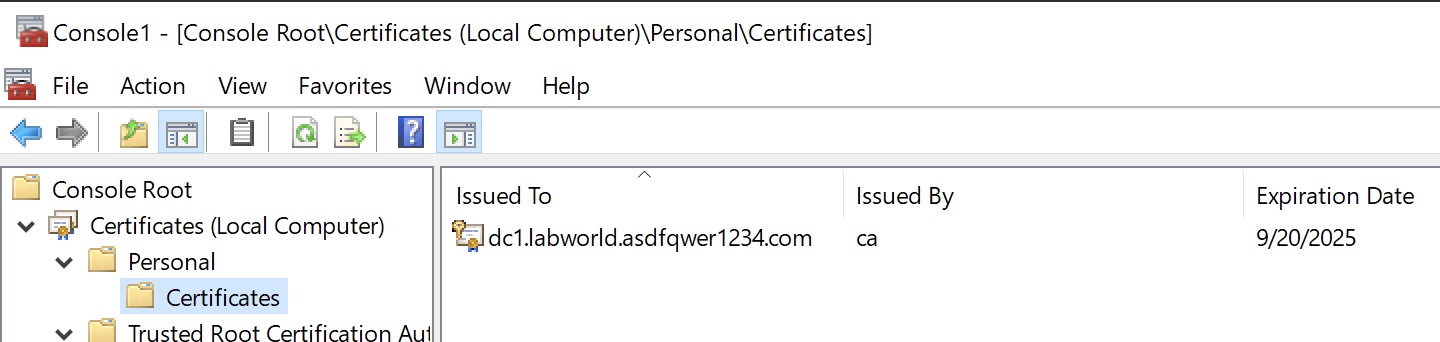 Console1 - [Console Root\Certificates (Local Computer)\Personal\Certificates]
File Action View Favorites Window Help
Console Root
Certificates (Local Computer)
Personal
Certificates
Trusted Root Certification Aut
Issued To Issued By Expiration Date
dc1.labworld.asdfqwer1234.com ca 9/20/2025